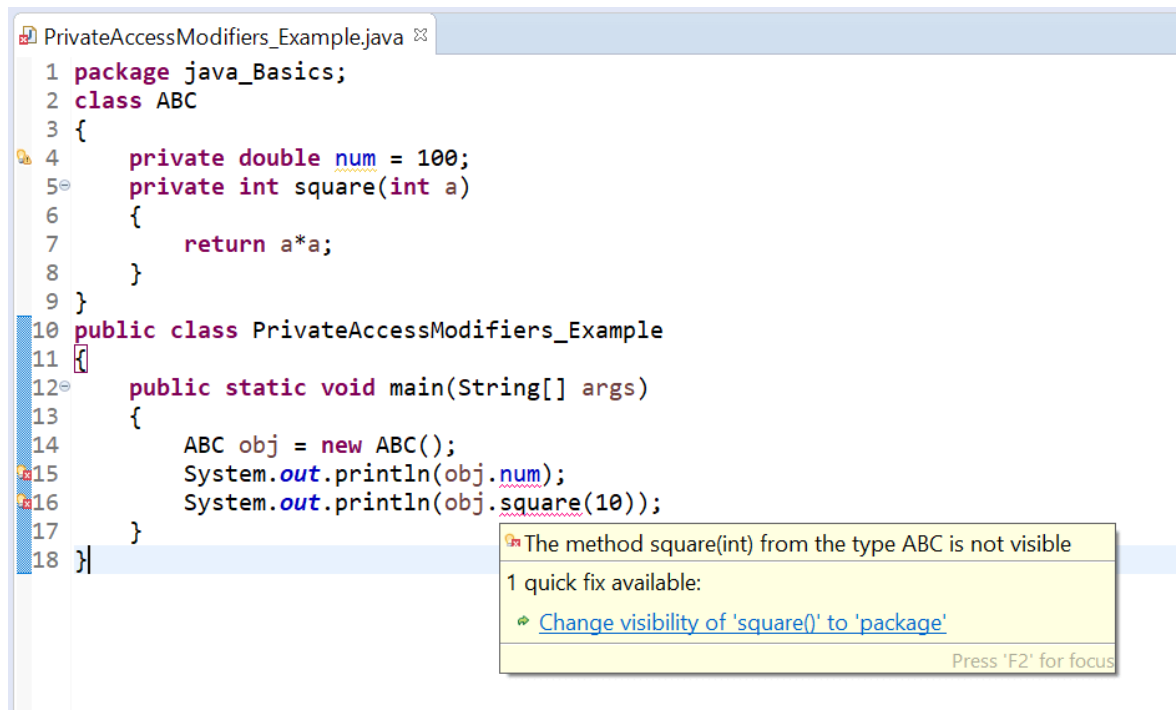 PrivateAccessModifiers_Example.java
1 package java_Basics;
2 class ABC
3 {
4     private double num = 100;
5     private int square(int a)
6     {
7         return a*a;
8     }
9 }
10 public class PrivateAccessModifiers_Example
11 {
12     public static void main(String[] args)
13     {
14         ABC obj = new ABC();
15         System.out.println(obj.num);
16         System.out.println(obj.square(10));
17     }
18 }
The method square(int) from the type ABC is not visible
1 quick fix available:
Change visibility of 'square()' to 'package'
Press 'F2' for focus